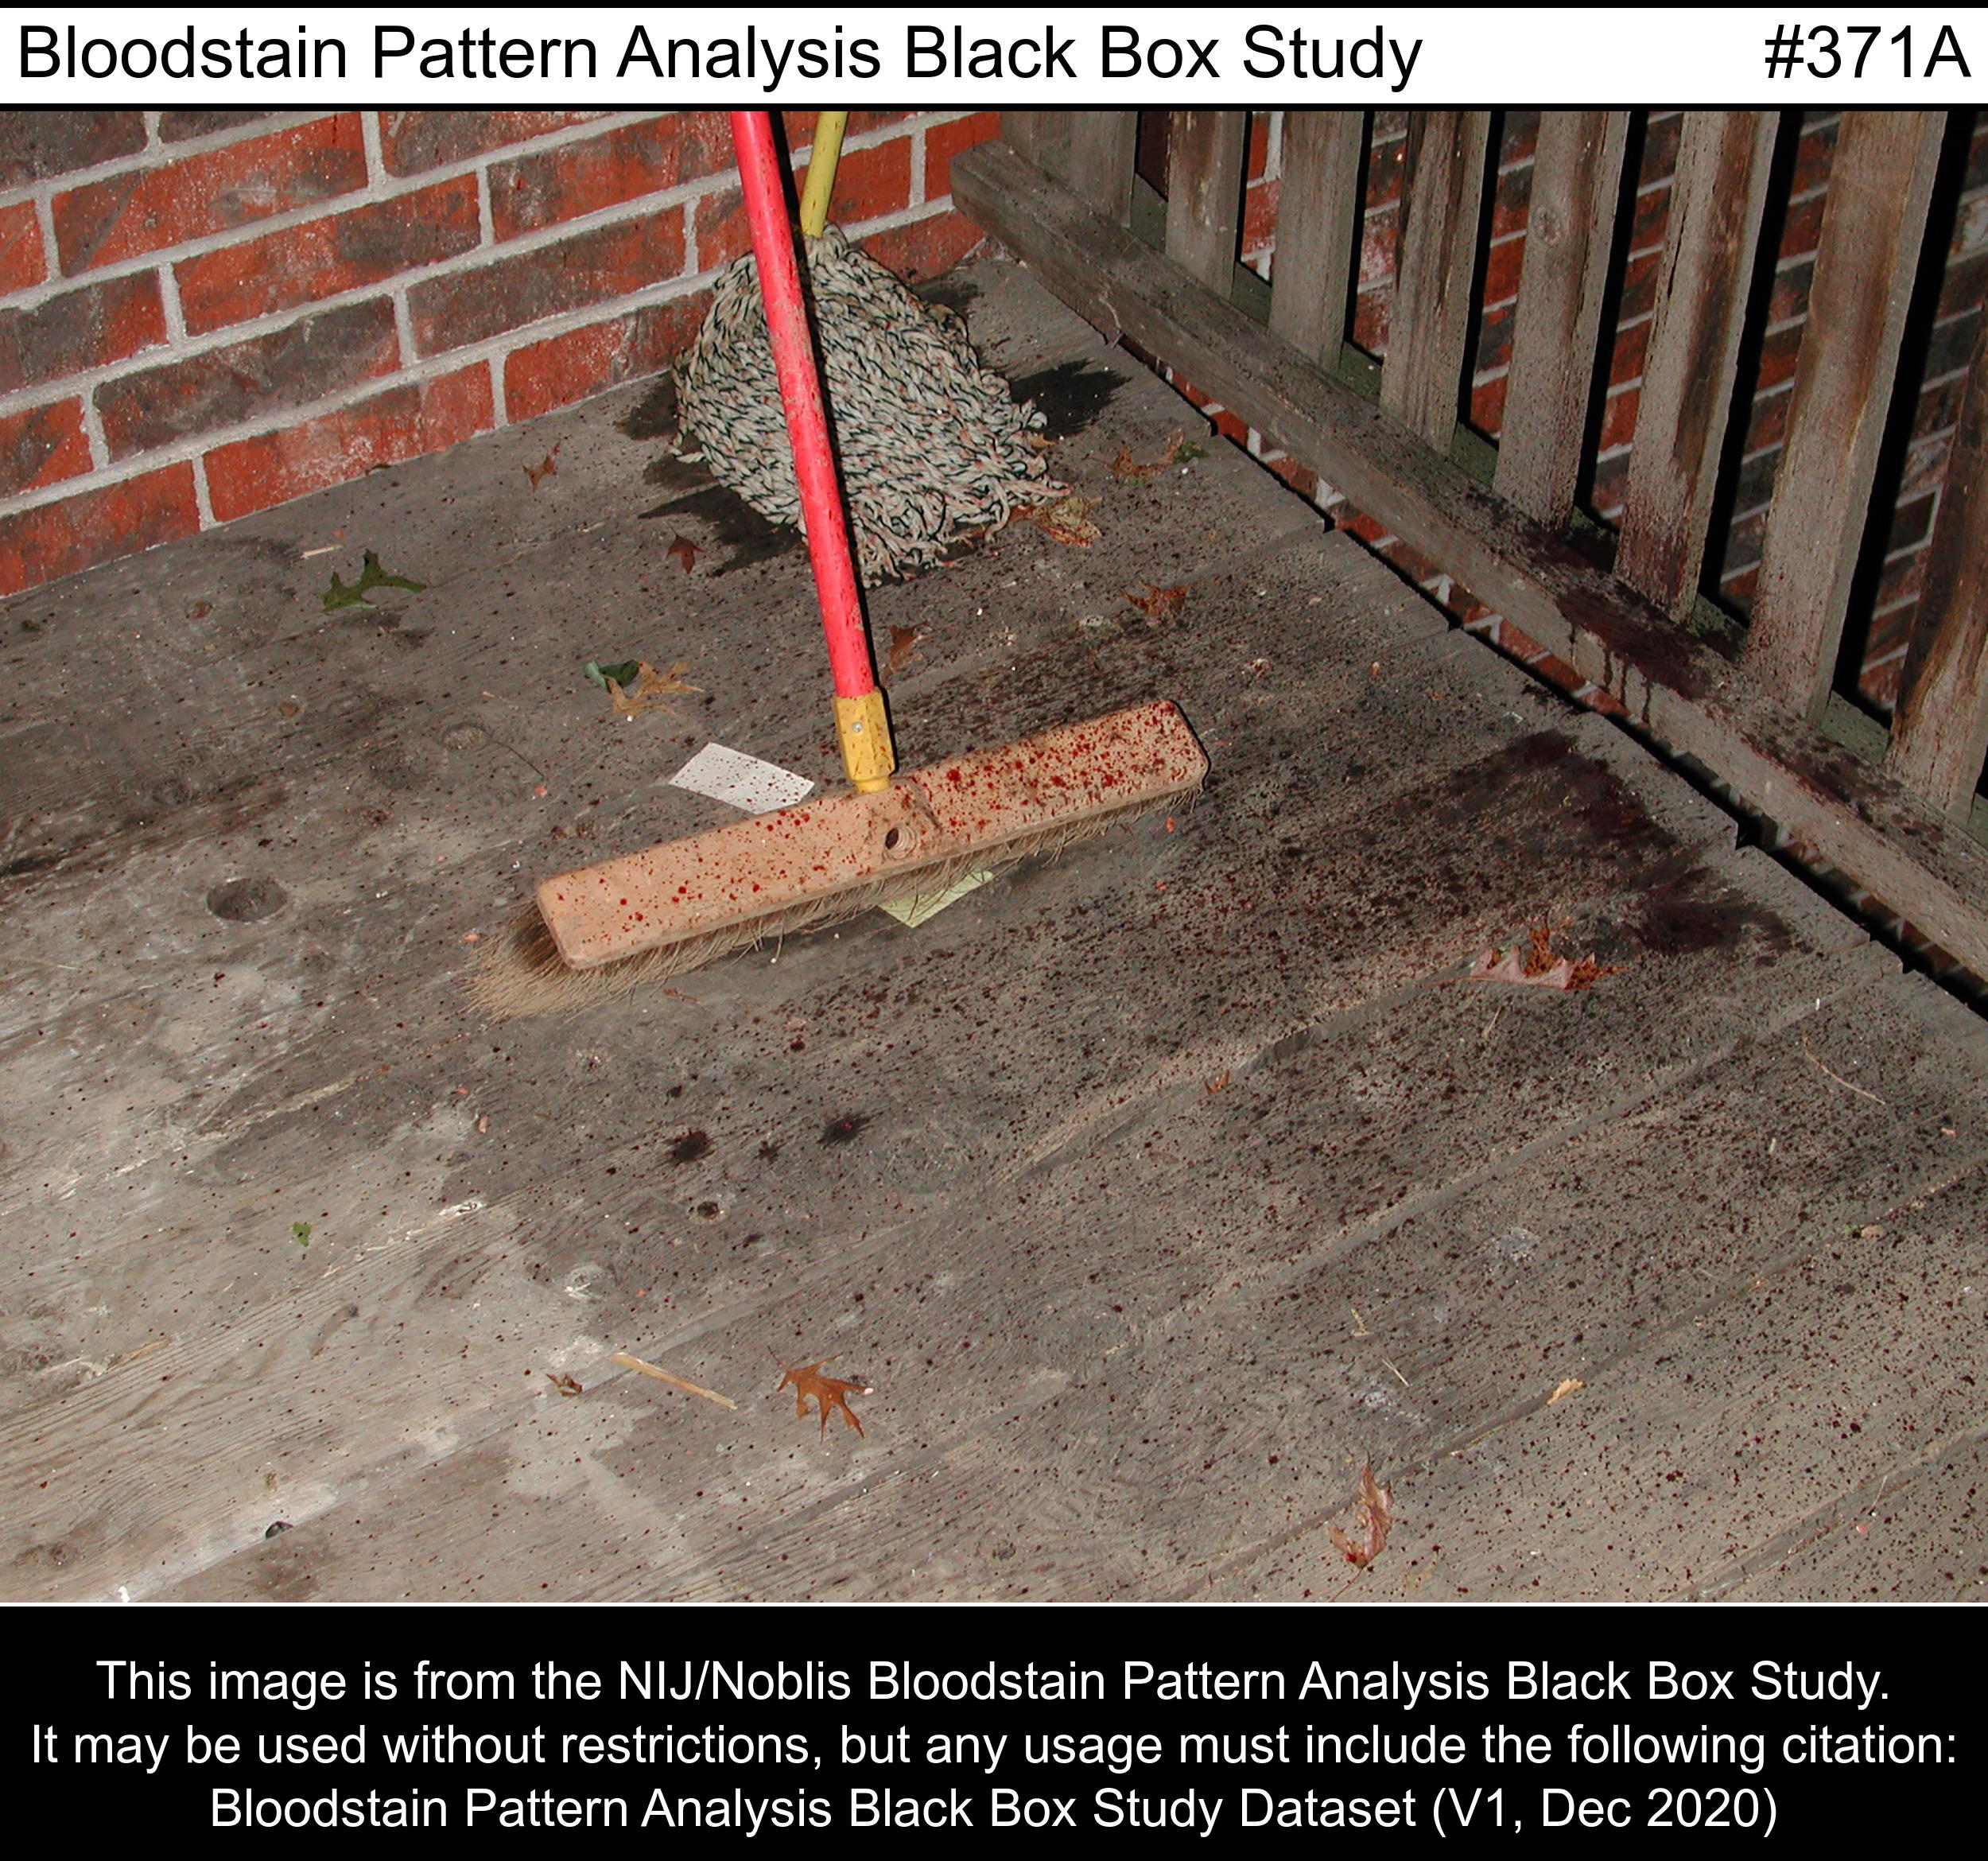 Bloodstain Pattern Analysis Black Box Study #371A
This image is from the NIJ/Noblis Bloodstain Pattern Analysis Black Box Study.
It may be used without restrictions, but any usage must include the following citation:
Bloodstain Pattern Analysis Black Box Study Dataset (V1, Dec 2020)